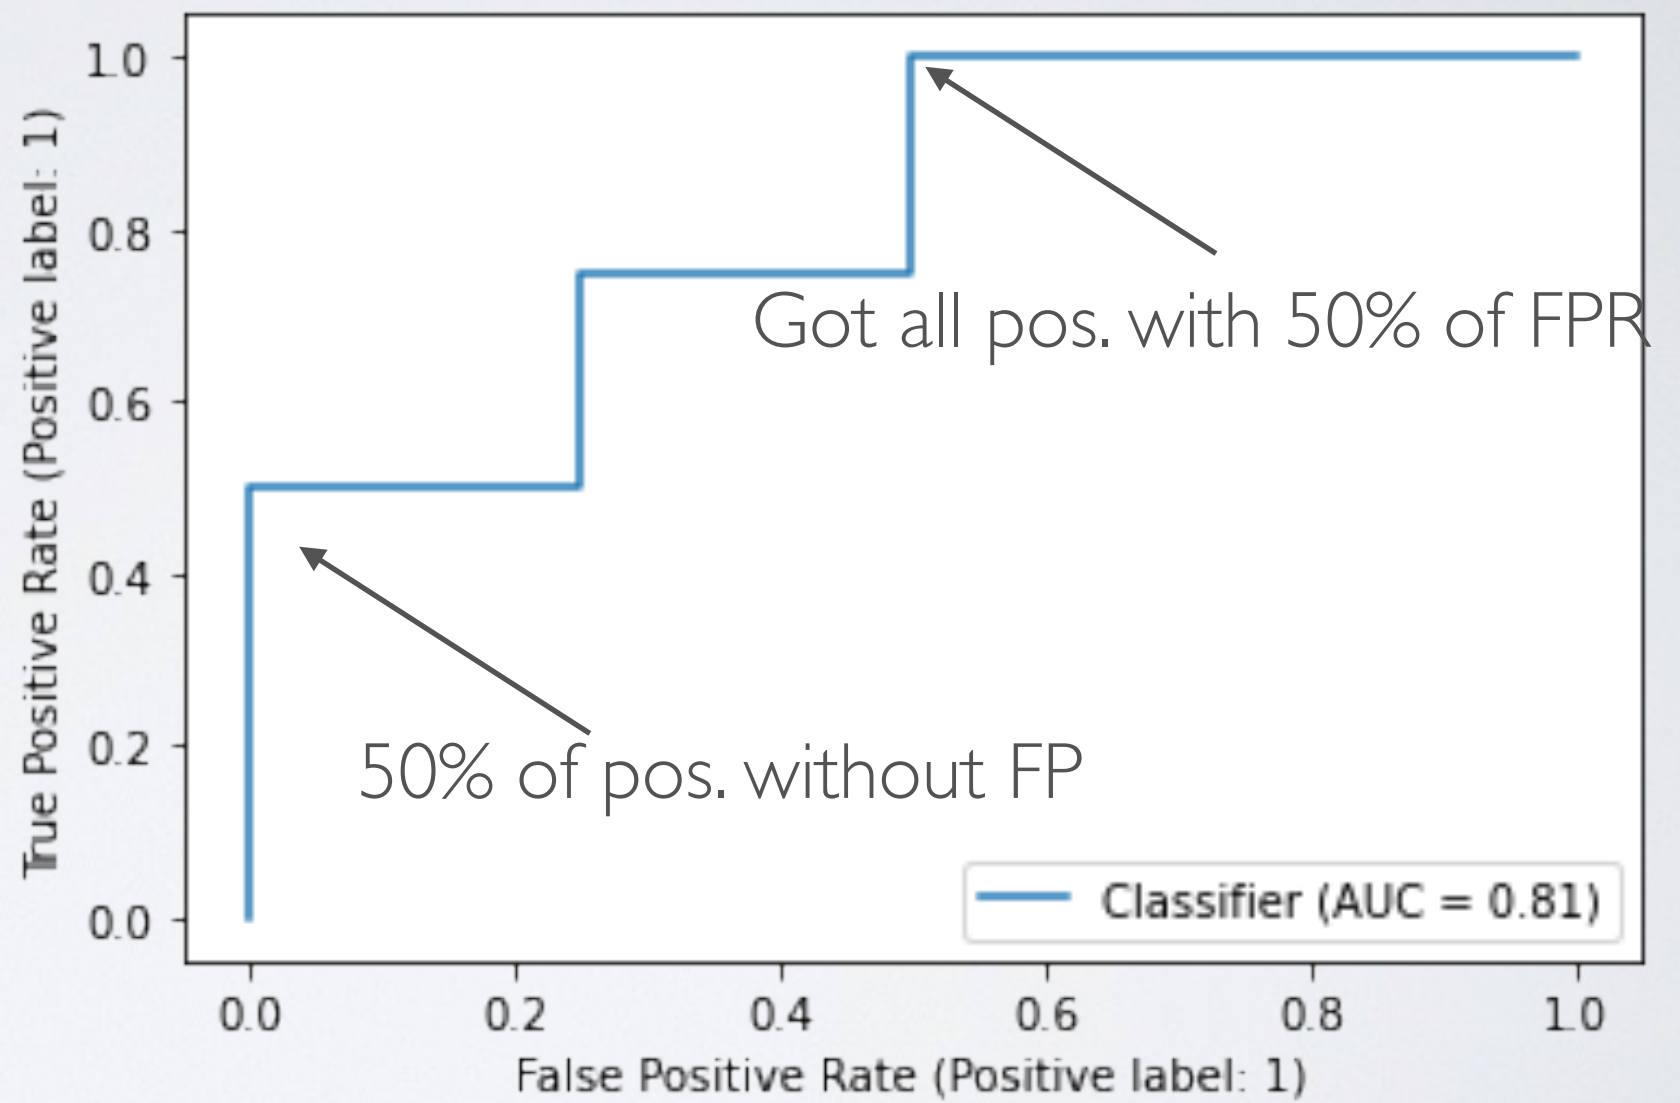 True Positive Rate (Positive label: 1)
1.0
0.8
0.6
0.4
0.2
0.0
Got all pos. with 50% of FPR
50% of pos. without FP
Classifier (AUC = 0.81)
0.0 0.2 0.4 0.6 0.8 1.0
False Positive Rate (Positive label: 1)